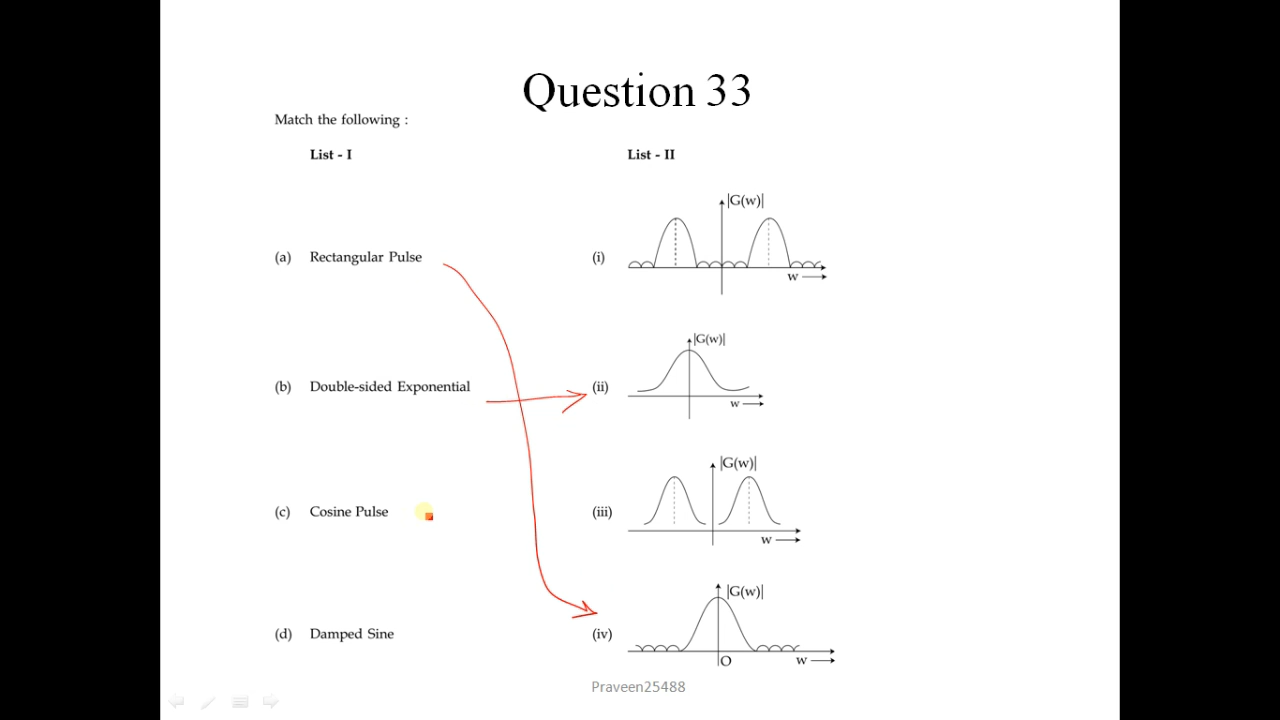 Question 33
Match the following :
List - I List - II
|G(w)|
(a) Rectangular Pulse (i)
w
|G(w)|
(b) Double-sided Exponential (ii)
w
|G(w)|
(c) Cosine Pulse (iii)
w
|G(w)|
(d) Damped Sine (iv)
O w
Praveen25488